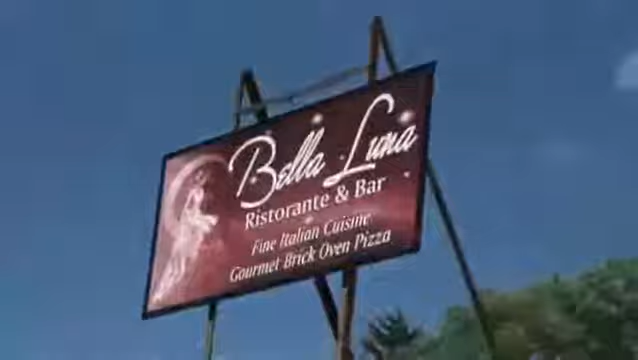 Bella Luna
Ristorante & Bar
Fine Italian Cuisine
Gourmet Brick Oven Pizza